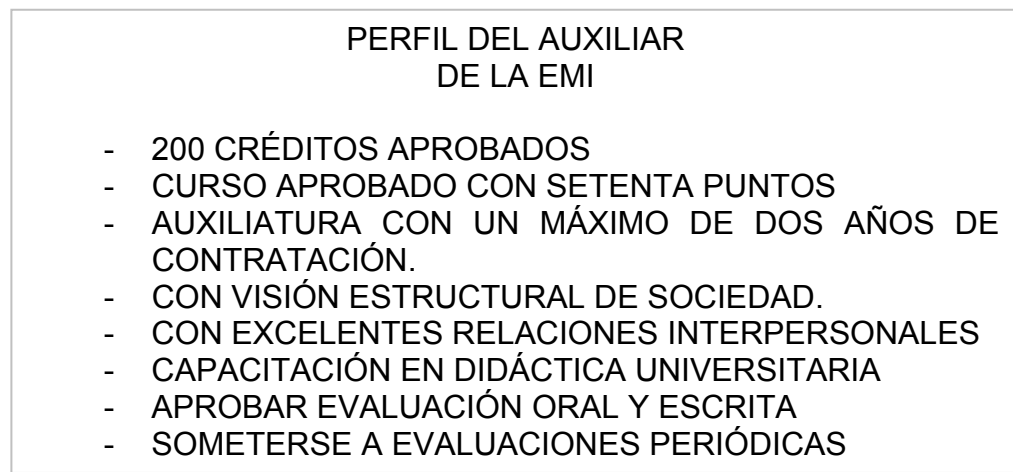 PERFIL DEL AUXILIAR
DE LA EMI
- 200 CRÉDITOS APROBADOS
- CURSO APROBADO CON SETENTA PUNTOS
- AUXILIATURA CON UN MÁXIMO DE DOS AÑOS DE
CONTRATACIÓN.
- CON VISIÓN ESTRUCTURAL DE SOCIEDAD.
- CON EXCELENTES RELACIONES INTERPERSONALES
- CAPACITACIÓN EN DIDÁCTICA UNIVERSITARIA
- APROBAR EVALUACIÓN ORAL Y ESCRITA
- SOMETERSE A EVALUACIONES PERIÓDICAS